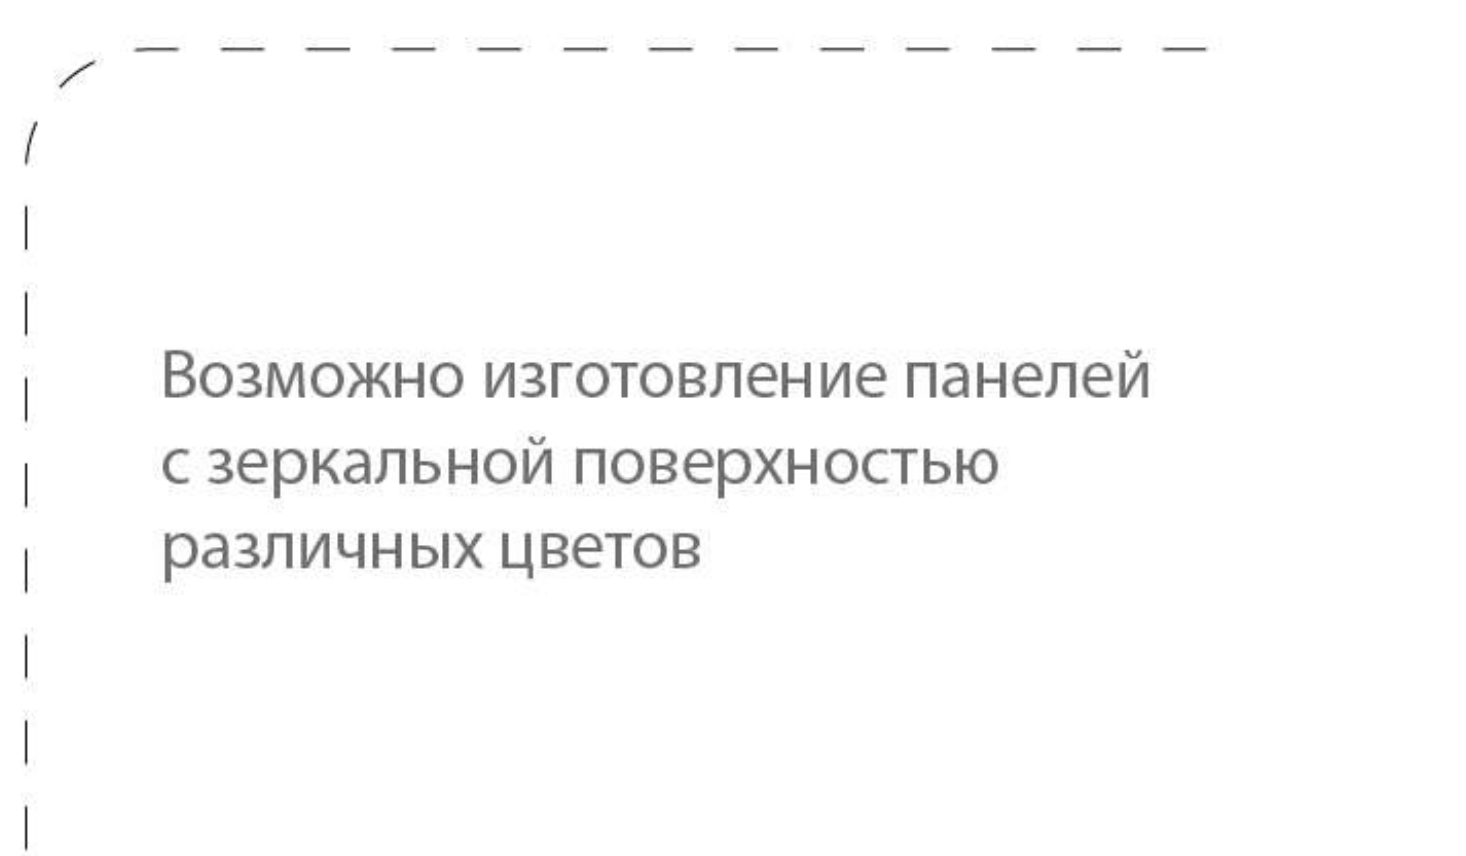 Возможно изготовление панелей
с зеркальной поверхностью
различных цветов